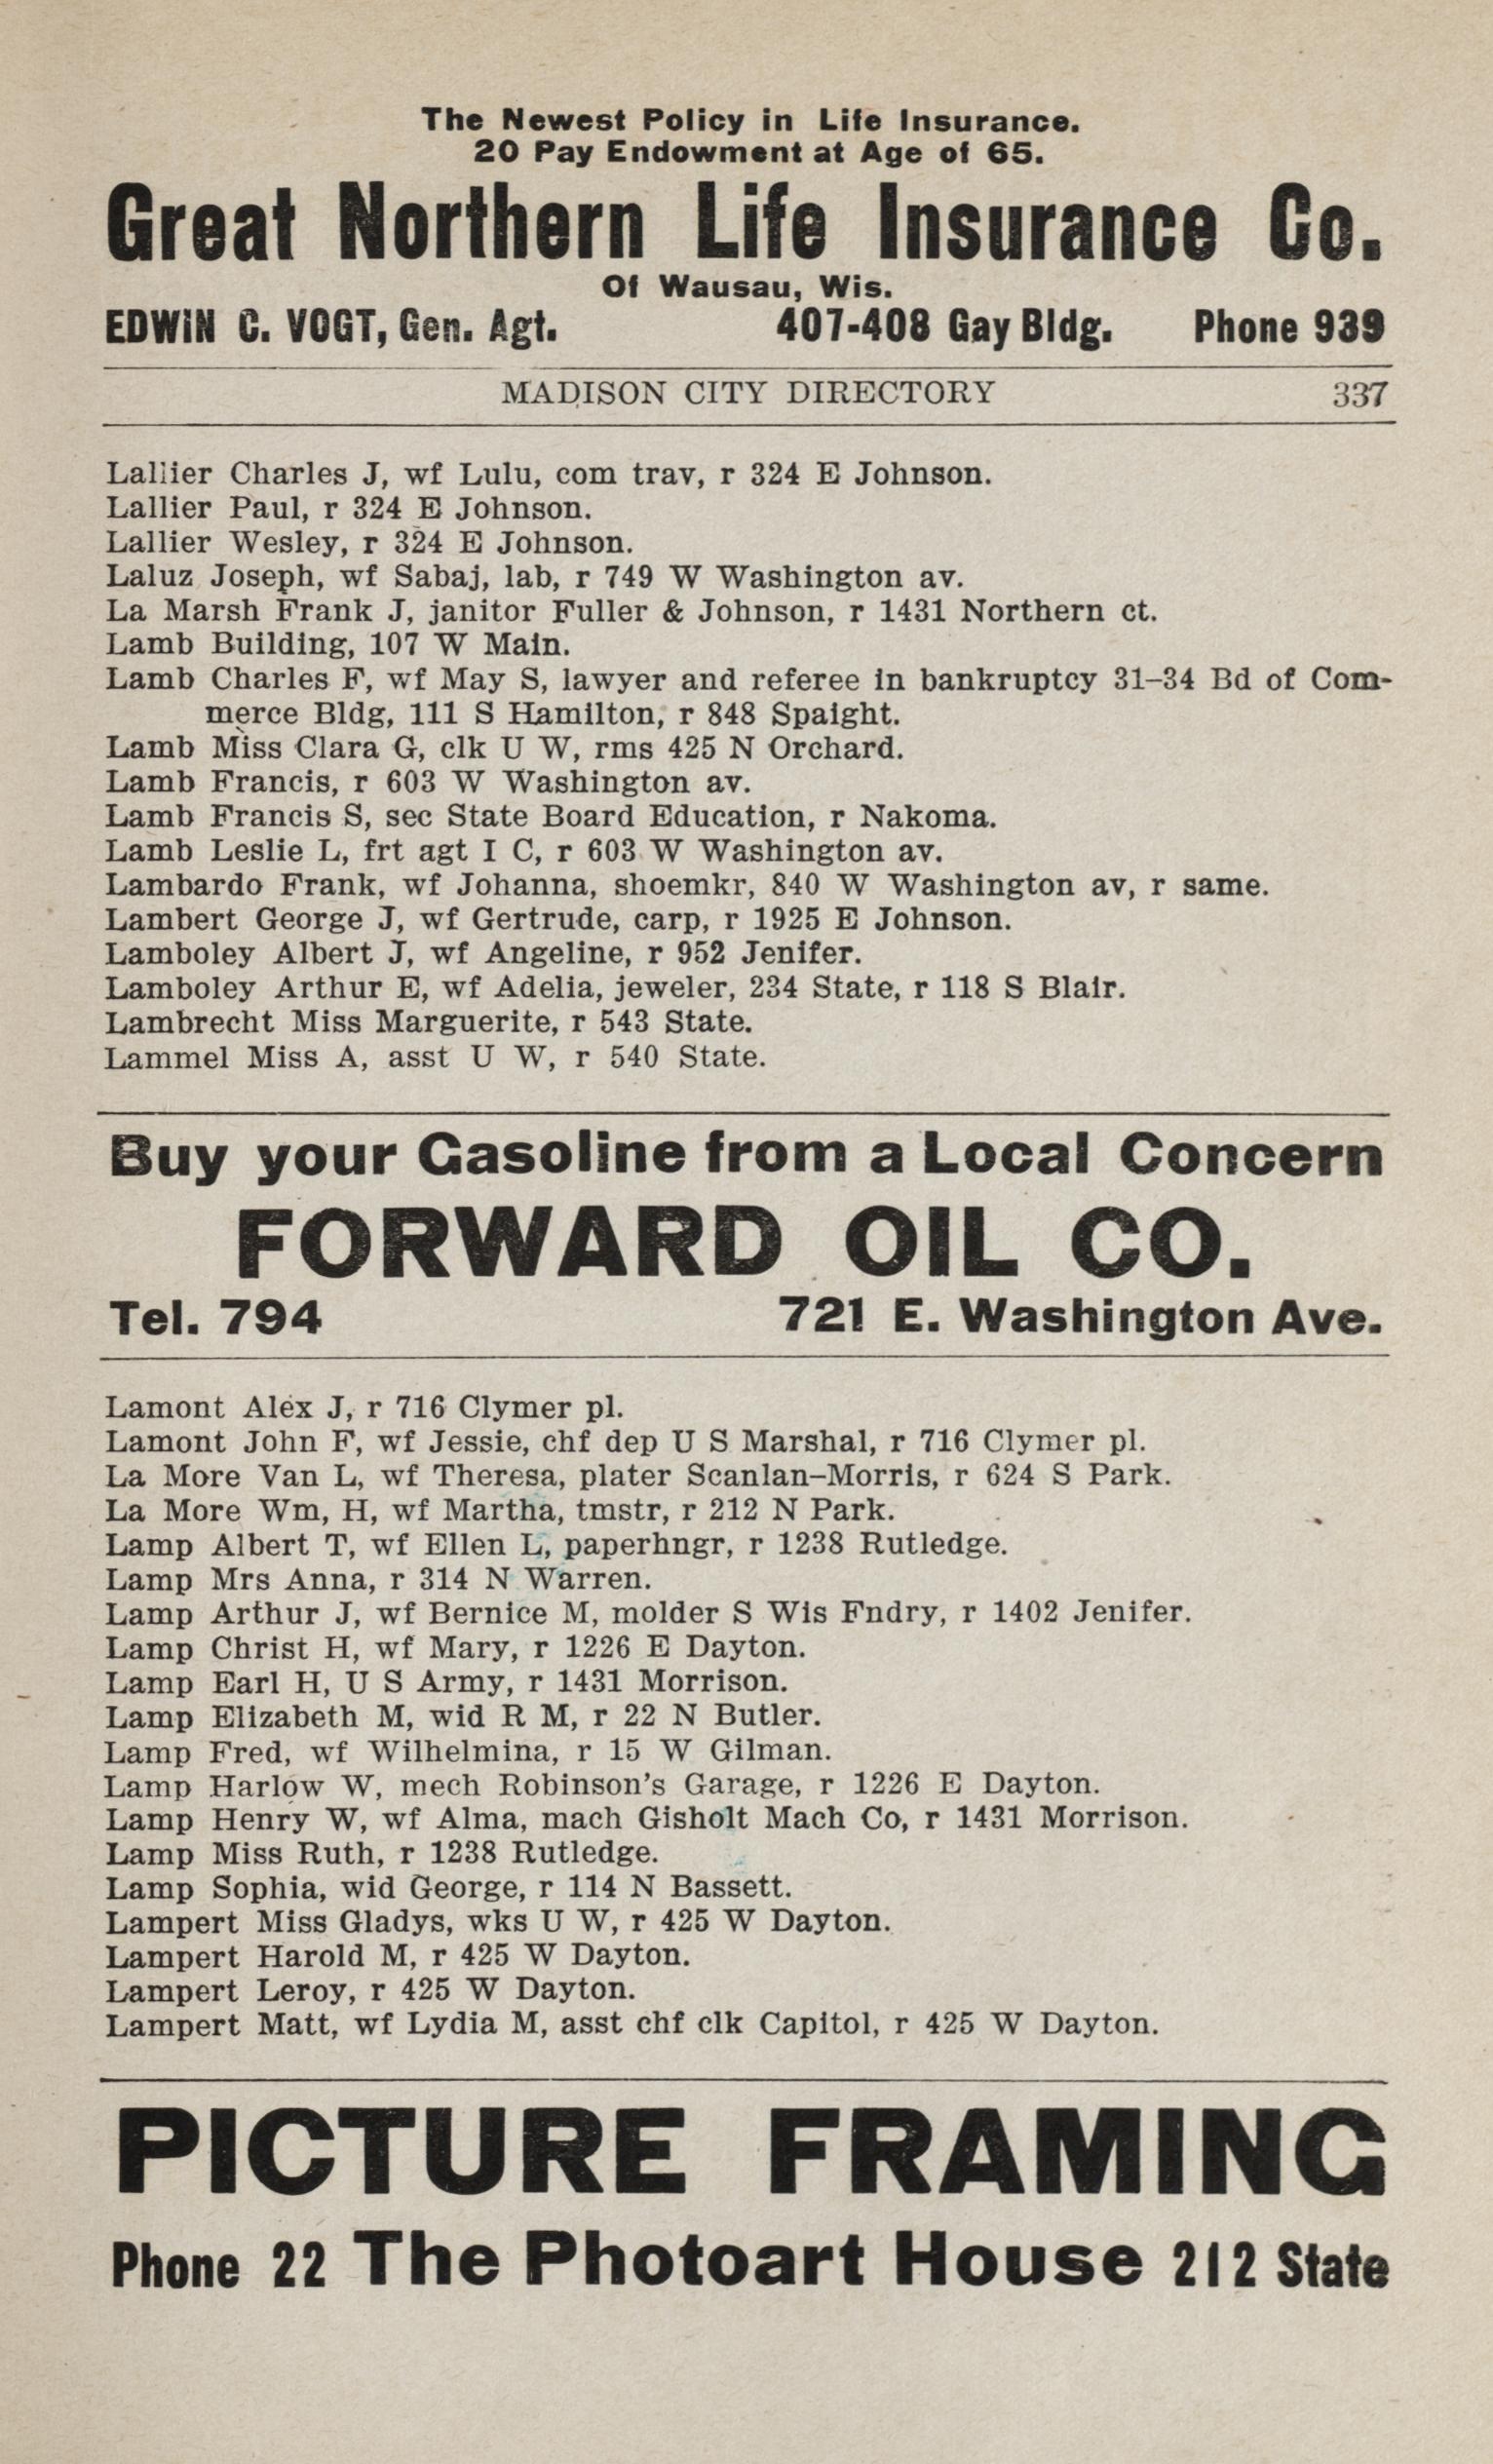 The Newest Policy in Life Insurance.
20 Pay Endowment at Age of 65.
Great Northern Life Insurance Co.
Of Wausau, Wis.
EDWIN C. VOGT, Gen. Agt. 407-408 Gay Bldg. Phone 939
MADISON CITY DIRECTORY 337
Lallier Charles J, wf Lulu, com trav, r 324 E Johnson.
Lallier Paul, r 324 E Johnson.
Lallier Wesley, r 324 E Johnson.
Laluz Joseph, wf Sabaj, lab, r 749 W Washington av.
La Marsh Frank J, janitor Fuller & Johnson, r 1431 Northern ct.
Lamb Building, 107 W Main.
Lamb Charles F, wf May S, lawyer and referee in bankruptcy 31–34 Bd of Com-
merce Bldg, 111 S Hamilton, r 848 Spaight.
Lamb Miss Clara G, clk U W, rms 425 N Orchard.
Lamb Francis, r 603 W Washington av.
Lamb Francis S, sec State Board Education, r Nakoma.
Lamb Leslie L, frt agt I C, r 603 W Washington av.
Lambardo Frank, wf Johanna, shoemkr, 840 W Washington av, r same.
Lambert George J, wf Gertrude, carp, r 1925 E Johnson.
Lamboley Albert J, wf Angeline, r 952 Jenifer.
Lamboley Arthur E, wf Adelia, jeweler, 234 State, r 118 S Blair.
Lambrecht Miss Marguerite, r 543 State.
Lammel Miss A, asst U W, r 540 State.
Buy your Gasoline from a Local Concern
FORWARD OIL CO.
Tel. 794 721 E. Washington Ave.
Lamont Alex J, r 716 Clymer pl.
Lamont John F, wf Jessie, chf dep U S Marshal, r 716 Clymer pl.
La More Van L, wf Theresa, plater Scanlan–Morris, r 624 S Park.
La More Wm, H, wf Martha, tmstr, r 212 N Park.
Lamp Albert T, wf Ellen L, paperhngr, r 1238 Rutledge.
Lamp Mrs Anna, r 314 N Warren.
Lamp Arthur J, wf Bernice M, molder S Wis Fndry, r 1402 Jenifer.
Lamp Christ H, wf Mary, r 1226 E Dayton.
Lamp Earl H, U S Army, r 1431 Morrison.
Lamp Elizabeth M, wid R M, r 22 N Butler.
Lamp Fred, wf Wilhelmina, r 15 W Gilman.
Lamp Harlow W, mech Robinson's Garage, r 1226 E Dayton.
Lamp Henry W, wf Alma, mach Gisholt Mach Co, r 1431 Morrison.
Lamp Miss Ruth, r 1238 Rutledge.
Lamp Sophia, wid George, r 114 N Bassett.
Lampert Miss Gladys, wks U W, r 425 W Dayton.
Lampert Harold M, r 425 W Dayton.
Lampert Leroy, r 425 W Dayton.
Lampert Matt, wf Lydia M, asst chf clk Capitol, r 425 W Dayton.
PICTURE FRAMING
Phone 22 The Photoart House 212 State